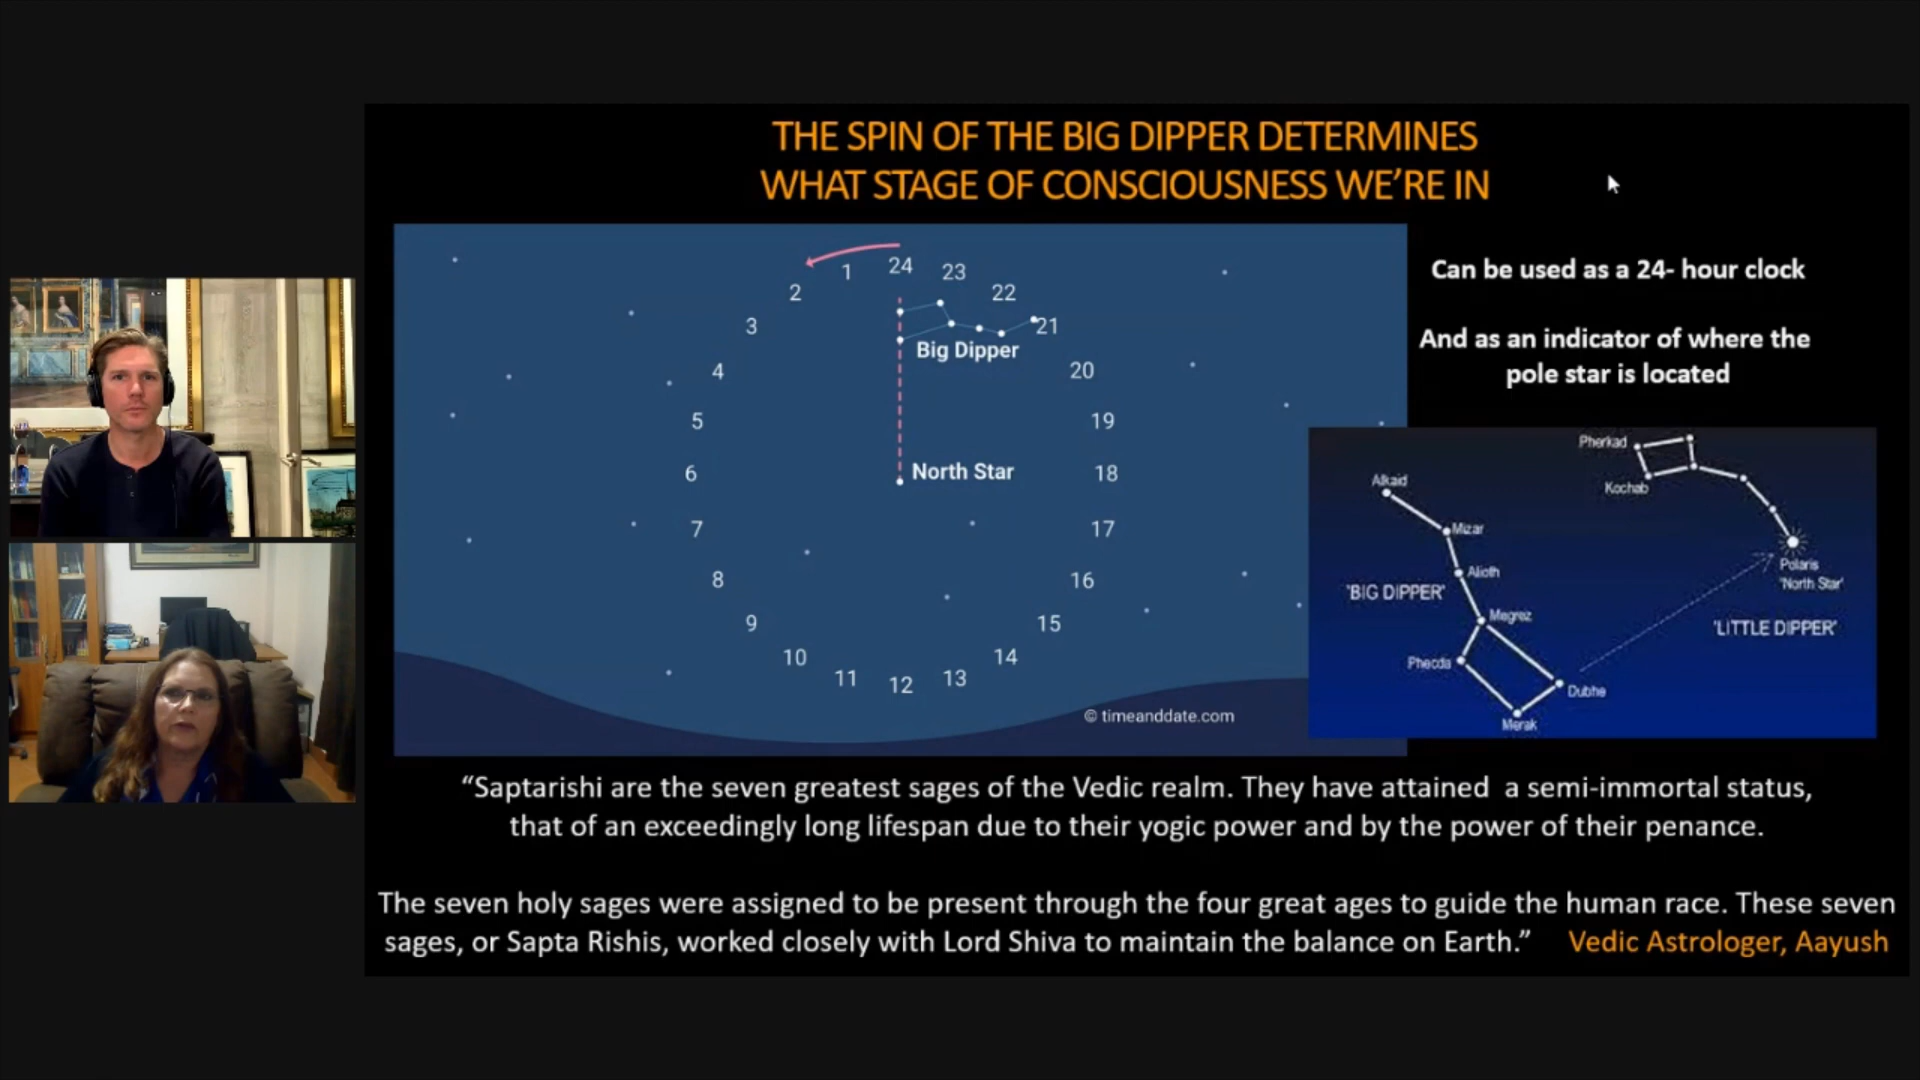 THE SPIN OF THE BIG DIPPER DETERMINES
WHAT STAGE OF CONSCIOUSNESS WE'RE IN
24
1
2
3
4
5
6
7
8
9
10
11
12
13
14
15
16
17
18
19
20
21
22
23
Big Dipper
North Star
© timeanddate.com
Can be used as a 24- hour clock
And as an indicator of where the
pole star is located
Pherkad
Kochab
Alkaid
Mizar
Alioth
'BIG DIPPER'
Megrez
Phecda
Dubhe
Merak
Polaris
'North Star'
'LITTLE DIPPER'
“Saptarishi are the seven greatest sages of the Vedic realm. They have attained a semi-immortal status,
that of an exceedingly long lifespan due to their yogic power and by the power of their penance.
The seven holy sages were assigned to be present through the four great ages to guide the human race. These seven
sages, or Sapta Rishis, worked closely with Lord Shiva to maintain the balance on Earth.” Vedic Astrologer, Aayush